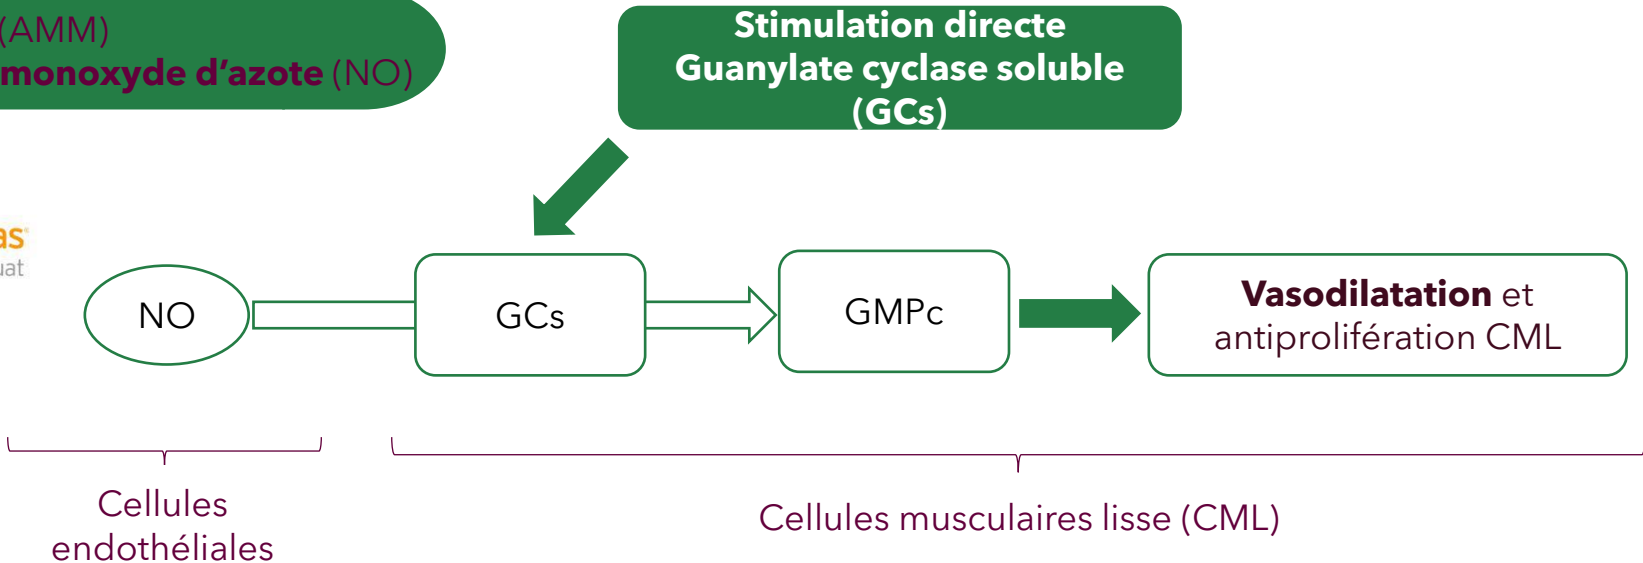 (AMM)
monoxyde d'azote (NO)
Stimulation directe
Guanylate cyclase soluble
(GCs)
NO
GCs
GMPc
Vasodilatation et
antiprolifération CML
Cellules
endothéliales
Cellules musculaires lisse (CML)